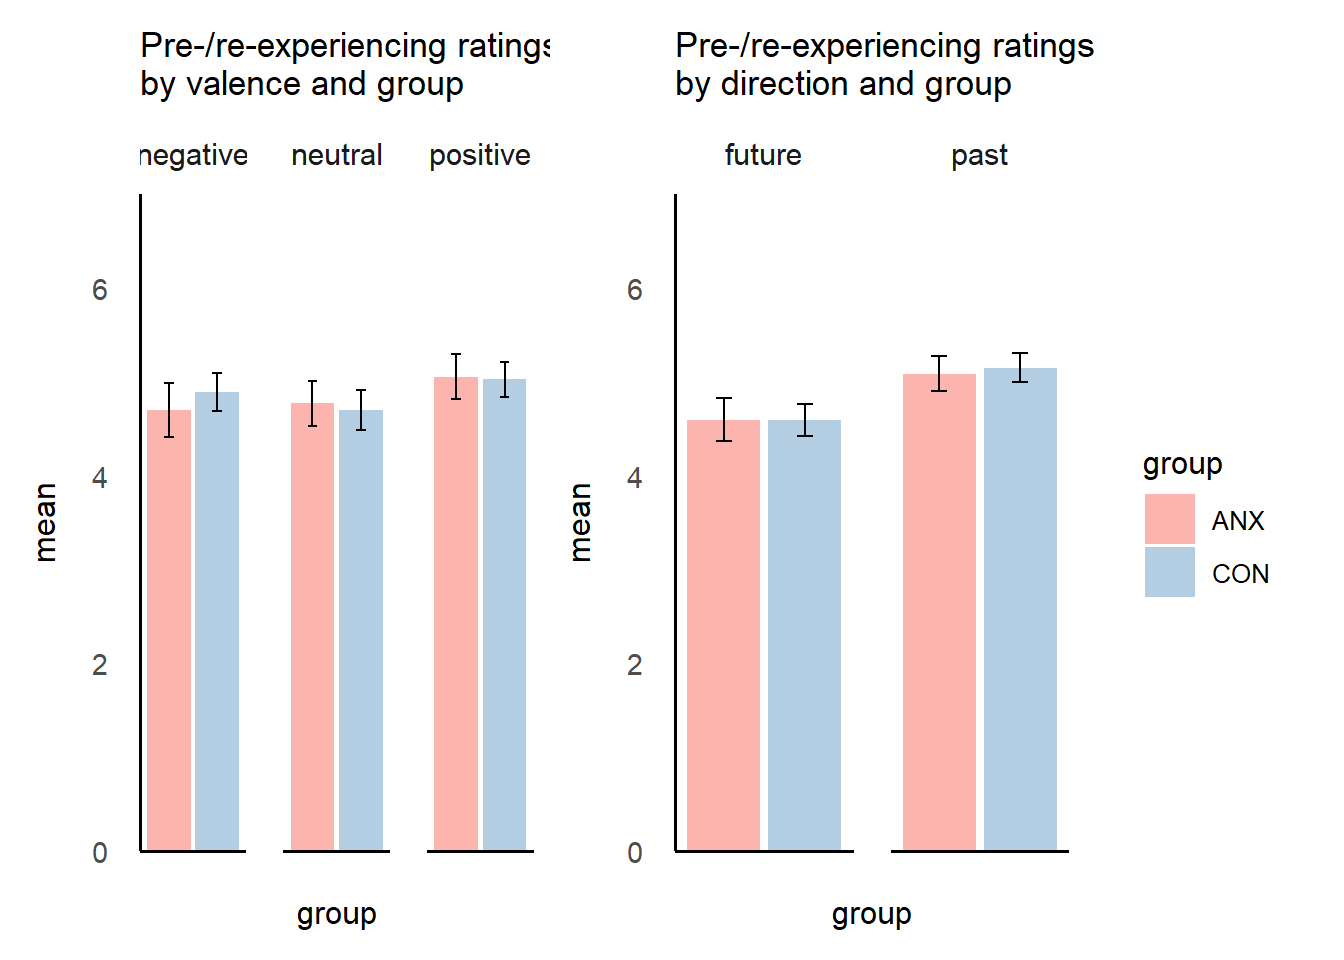 Pre-/re-experiencing ratings
by valence and group
negative neutral positive
6
4
2
0
mean
group
Pre-/re-experiencing ratings
by direction and group
future past
6
4
2
0
mean
group
group
ANX
CON